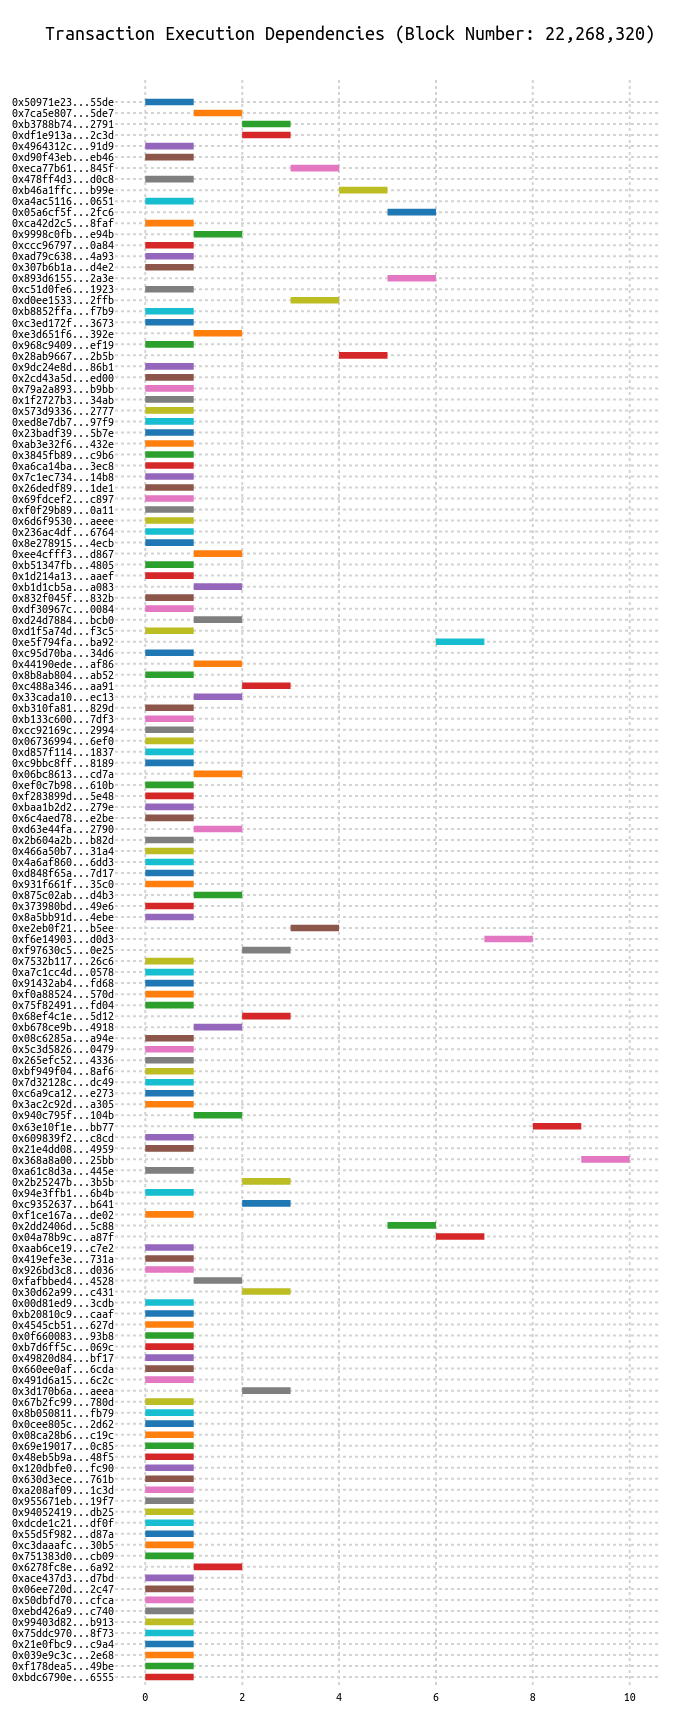 Transaction Execution Dependencies (Block Number: 22,268,320)
0x50971e23...55de
0x7ca5e807...5de7
0xb3788b74...2791
0xdf1e913a...2c3d
0x4964312c...91d9
0xd90f43eb...eb46
0xeca77b61...845f
0x478ff4d3...d0c8
0xb46a1ffc...b99e
0xa4ac5116...0651
0x05a6cf5f...2fc6
0xca42d2c5...8faf
0x9998c0fb...e94b
0xccc96797...0a84
0xad79c638...4a93
0x307b6b1a...d4e2
0x893d6155...2a3e
0xc51d0fe6...1923
0xd0ee1533...2ffb
0xb8852ffa...f7b9
0xc3ed172f...3673
0xe3d651f6...392e
0x968c9409...ef19
0x28ab9667...2b5b
0x9dc24e8d...86b1
0x2cd43a5d...ed00
0x79a2a893...b9bb
0x1f2727b3...34ab
0x573d9336...2777
0xed8e7db7...97f9
0x23badf39...5b7e
0xab3e32f6...432e
0x3845fb89...c9b6
0xa6ca14ba...3ec8
0x7c1ec734...14b8
0x26dedf89...1de1
0x69fdcef2...c897
0xf0f29b89...0a11
0x6d6f9530...aeee
0x236ac4df...6764
0x8e278915...4ecb
0xee4cfff3...d867
0xb51347fb...4805
0x1d214a13...aaef
0xb1d1cb5a...a083
0x832f045f...832b
0xdf30967c...0084
0xd24d7884...bcb0
0xd1f5a74d...f3c5
0xe5f794fa...ba92
0xc95d70ba...34d6
0x44190ede...af86
0x8b8ab804...ab52
0xc488a346...aa91
0x33cada10...ec13
0xb310fa81...829d
0xb133c600...7df3
0xcc92169c...2994
0x06736994...6ef0
0xd857f114...1837
0xc9bbc8ff...8189
0x06bc8613...cd7a
0xef0c7b98...610b
0xf283899d...5e48
0xbaa1b2d2...279e
0x6c4aed78...e2be
0xd63e44fa...2790
0x2b604a2b...b82d
0x466a50b7...31a4
0x4a6af860...6dd3
0xd848f65a...7d17
0x931f661f...35c0
0x875c02ab...d4b3
0x373980bd...49e6
0x8a5bb91d...4ebe
0xe2eb0f21...b5ee
0xf6e14903...d0d3
0xf97630c5...0e25
0x7532b117...26c6
0xa7c1cc4d...0578
0x91432ab4...fd68
0xf0a88524...570d
0x75f82491...fd04
0x68ef4c1e...5d12
0xb678ce9b...4918
0x08c6285a...a94e
0x5c3d5826...0479
0x265efc52...4336
0xbf949f04...8af6
0x7d32128c...dc49
0xc6a9ca12...e273
0x3ac2c92d...a305
0x940c795f...104b
0x63e10f1e...bb77
0x609839f2...c8cd
0x21e4dd08...4959
0x368a8a00...25bb
0xa61c8d3a...445e
0x2b25247b...3b5b
0x94e3ffb1...6b4b
0xc9352637...b641
0xf1ce167a...de02
0x2dd2406d...5c88
0x04a78b9c...a87f
0xaab6ce19...c7e2
0x419efe3e...731a
0x926bd3c8...d036
0xfafbbed4...4528
0x30d62a99...c431
0x00d81ed9...3cdb
0xb20810c9...caaf
0x4545cb51...627d
0x0f660083...93b8
0xb7d6ff5c...069c
0x49820d84...bf17
0x660ee0af...6cda
0x491d6a15...6c2c
0x3d170b6a...aeea
0x67b2fc99...780d
0x8b050811...fb79
0x0cee805c...2d62
0x08ca28b6...c19c
0x69e19017...0c85
0x48eb5b9a...48f5
0x120dbfe0...fc90
0x630d3ece...761b
0xa208af09...1c3d
0x955671eb...19f7
0x94052419...db25
0xdcde1c21...df0f
0x55d5f982...d87a
0xc3daaafc...30b5
0x751383d0...cb09
0x6278fc8e...6a92
0xace437d3...d7bd
0x06ee720d...2c47
0x50dbfd70...cfca
0xebd426a9...c740
0x99403d82...b913
0x75ddc970...8f73
0x21e0fbc9...c9a4
0x039e9c3c...2e68
0xf178dea5...49be
0xbdc6790e...6555
0 2 4 6 8 10